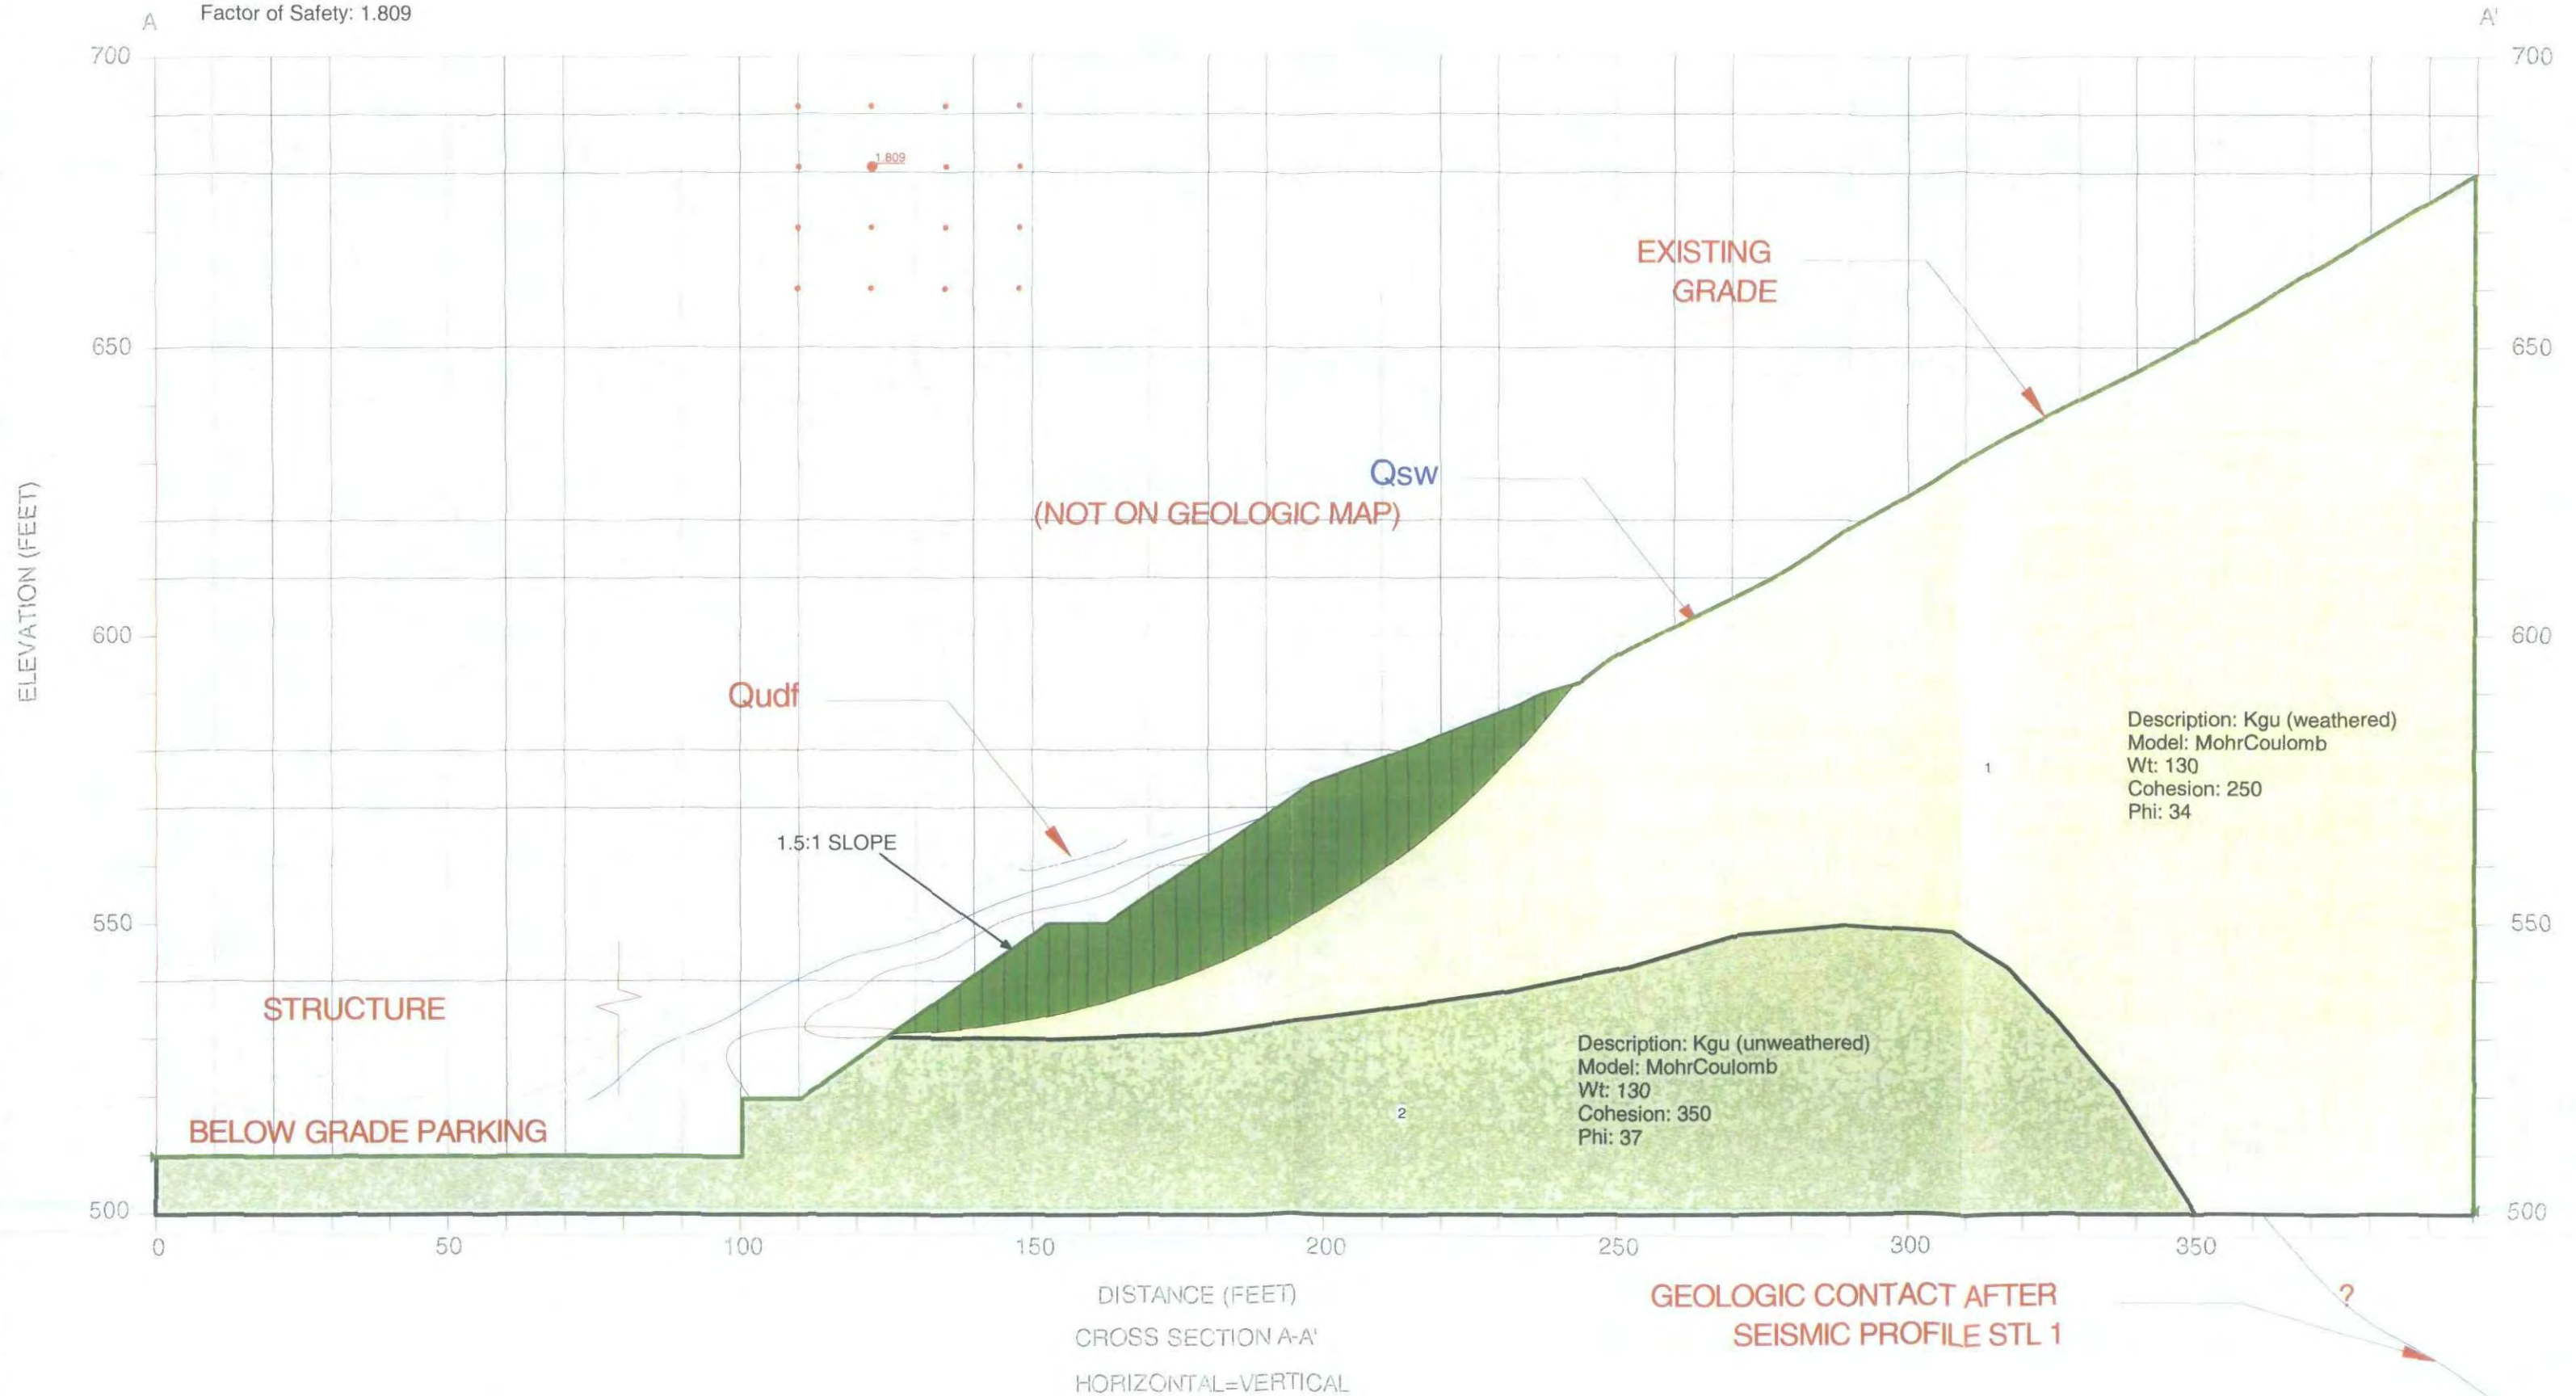 Factor of Safety: 1.809
A
A'
700
700
1.809
EXISTING
GRADE
650
650
Qsw
(NOT ON GEOLOGIC MAP)
ELEVATION (FEET)
600
600
Qudf
Description: Kgu (weathered)
Model: MohrCoulomb
Wt: 130
Cohesion: 250
Phi: 34
1
1.5:1 SLOPE
550
550
STRUCTURE
Description: Kgu (unweathered)
Model: MohrCoulomb
Wt: 130
Cohesion: 350
Phi: 37
2
BELOW GRADE PARKING
500
500
0 50 100 150 200 250 300 350
DISTANCE (FEET)
CROSS SECTION A-A'
HORIZONTAL=VERTICAL
GEOLOGIC CONTACT AFTER
SEISMIC PROFILE STL 1
?